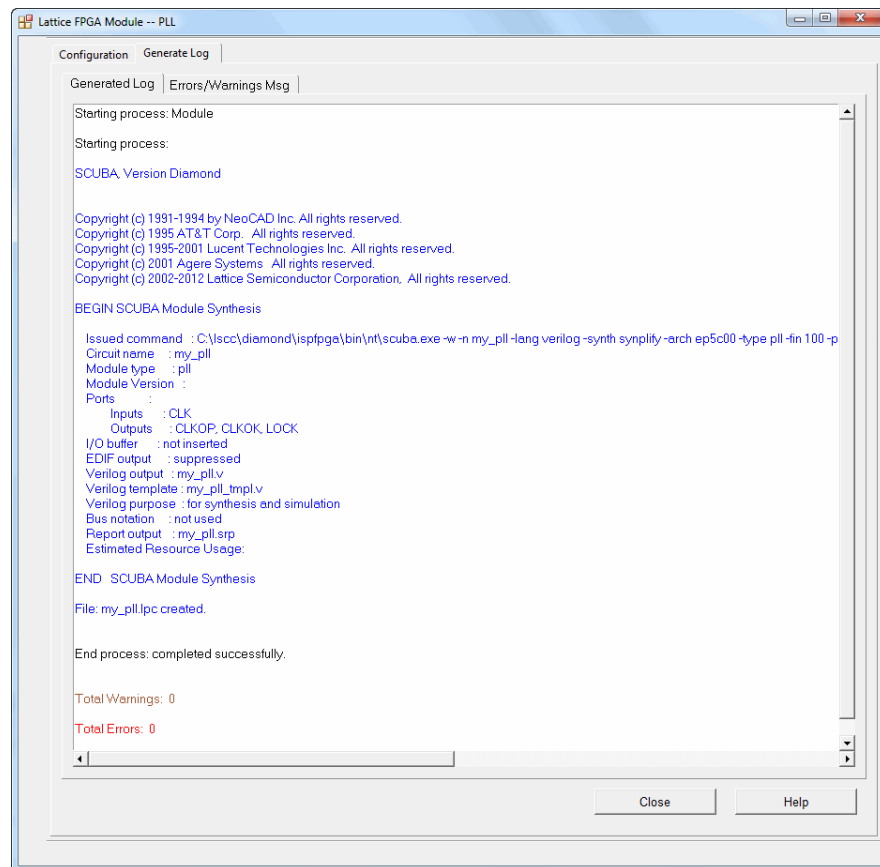 Lattice FPGA Module -- PLL
Configuration Generate Log
Generated Log Errors/Warnings Msg
Starting process: Module
Starting process:
SCUBA, Version Diamond
Copyright (c) 1991-1994 by NeoCAD Inc. All rights reserved.
Copyright (c) 1995 AT&T Corp. All rights reserved.
Copyright (c) 1995-2001 Lucent Technologies Inc. All rights reserved.
Copyright (c) 2001 Agere Systems All rights reserved.
Copyright (c) 2002-2012 Lattice Semiconductor Corporation, All rights reserved.
BEGIN SCUBA Module Synthesis
Issued command : C:\lscc\diamond\ispfpga\bin\nt\scuba.exe -w -n my_pll -lang verilog -synth synplify -arch ep5c00 -type pll -fin 100 -p
Circuit name : my_pll
Module type : pll
Module Version :
Ports :
Inputs : CLK
Outputs : CLKOP, CLKOK, LOCK
I/O buffer : not inserted
EDIF output : suppressed
Verilog output : my_pll.v
Verilog template : my_pll_tmpl.v
Verilog purpose : for synthesis and simulation
Bus notation : not used
Report output : my_pll.srp
Estimated Resource Usage:
END SCUBA Module Synthesis
File: my_pll.lpc created.
End process: completed successfully.
Total Warnings: 0
Total Errors: 0
Close Help